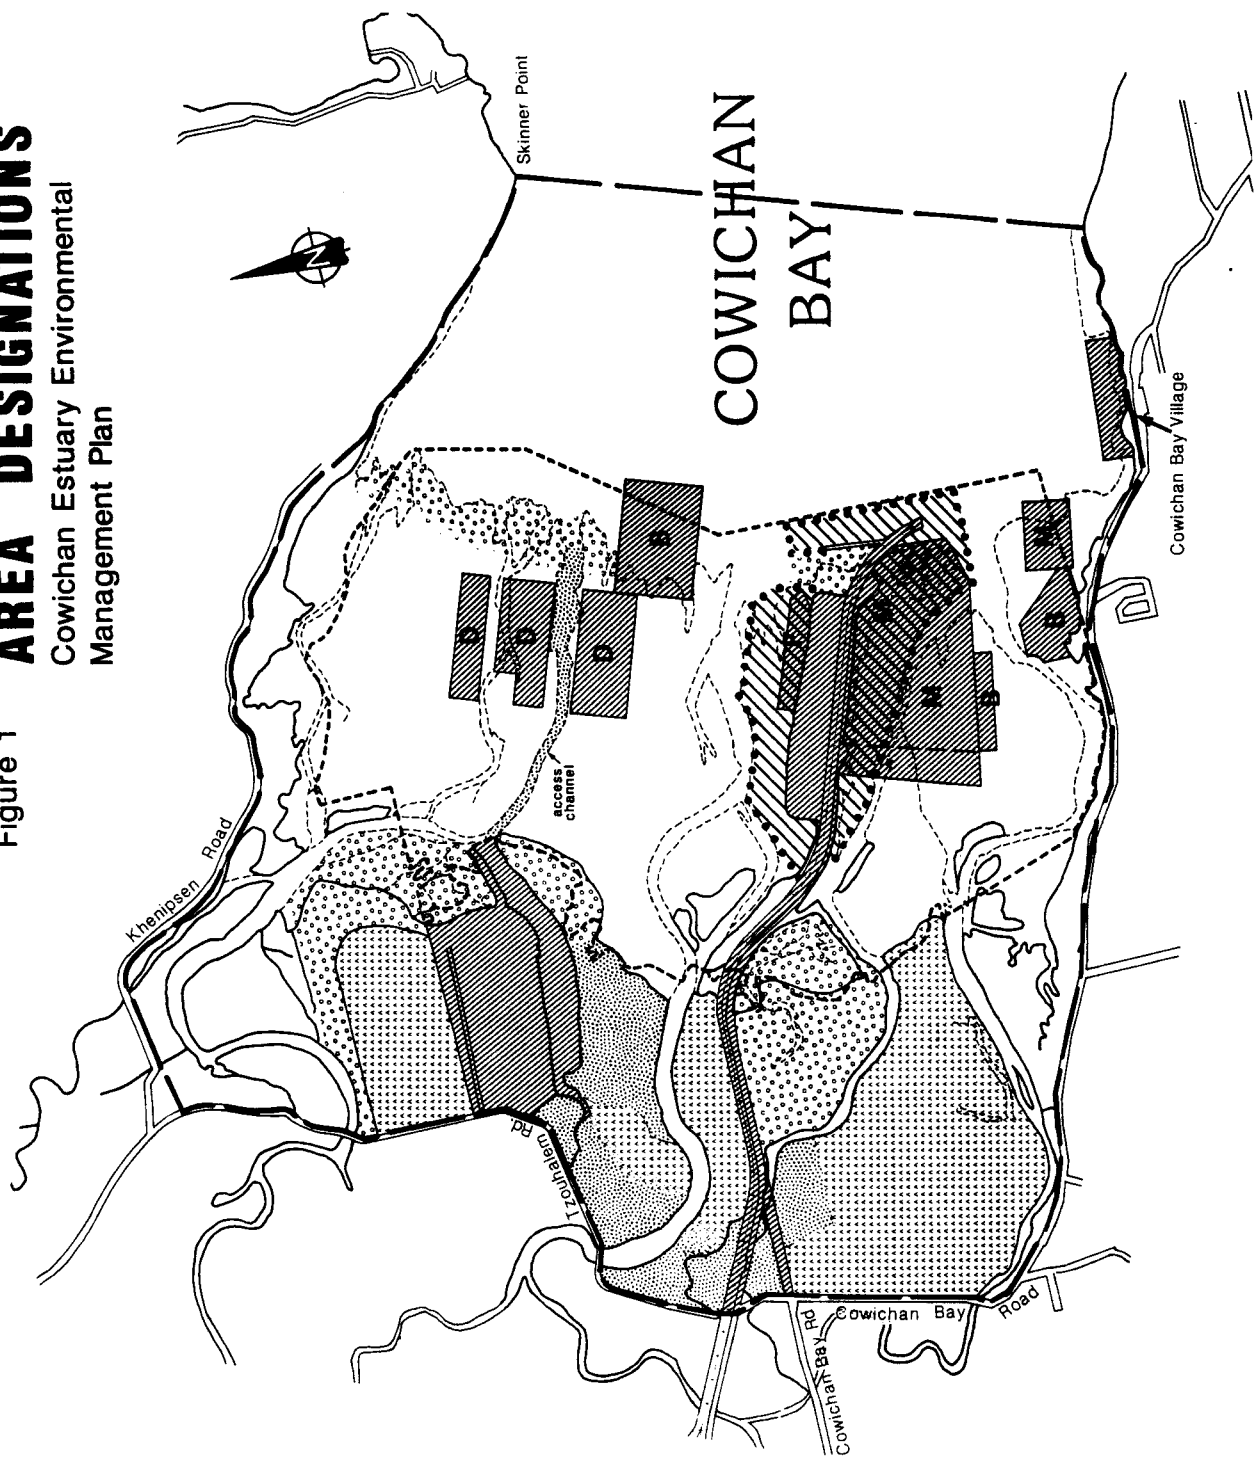 Figure 1 AREA DESIGNATIONS
Cowichan Estuary Environmental
Management Plan
Skinner Point
N
COWICHAN
BAY
Khenipsen Road
access
channel
D
D
D
B
M
M
M
B
B
Cowichan Bay Village
Tzouhalem Rd.
Cowichan Bay Road
Cowichan Bay Rd